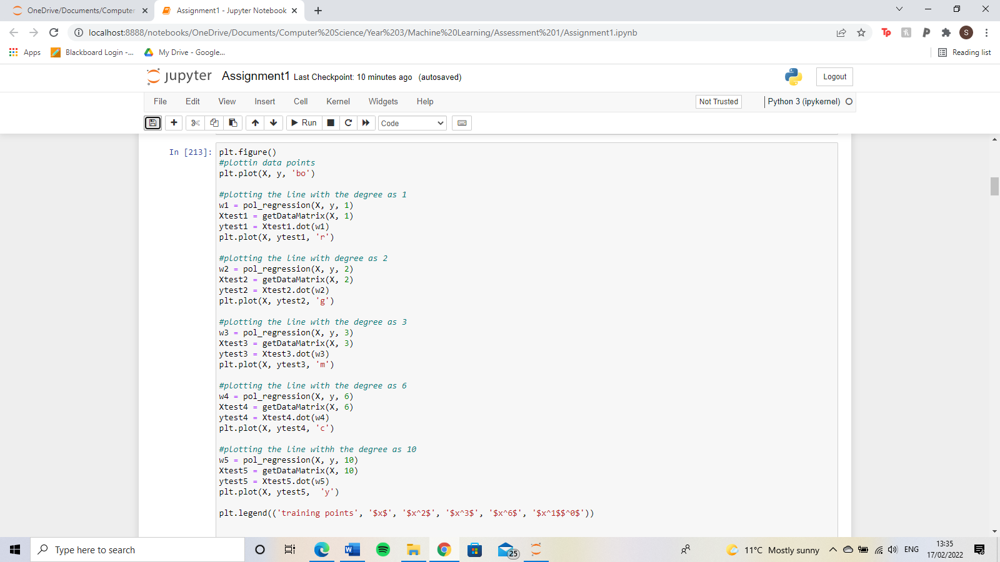 OneDrive/Documents/Computer
Assignment1 - Jupyter Notebook
localhost:8888/notebooks/OneDrive/Documents/Computer%20Science/Year%203/Machine%20Learning/Assessment%201/Assignment1.ipynb
Apps
Blackboard Login -...
My Drive - Google...
Reading list
jupyter Assignment1 Last Checkpoint: 10 minutes ago (autosaved)
Logout
File Edit View Insert Cell Kernel Widgets Help
Not Trusted
Python 3 (ipykernel)
Run
Code
In [213]: plt.figure()
#plottin data points
plt.plot(X, y, 'bo')
#plotting the line with the degree as 1
w1 = pol_regression(X, y, 1)
Xtest1 = getDataMatrix(X, 1)
ytest1 = Xtest1.dot(w1)
plt.plot(X, ytest1, 'r')
#plotting the line with degree as 2
w2 = pol_regression(X, y, 2)
Xtest2 = getDataMatrix(X, 2)
ytest2 = Xtest2.dot(w2)
plt.plot(X, ytest2, 'g')
#plotting the line with the degree as 3
w3 = pol_regression(X, y, 3)
Xtest3 = getDataMatrix(X, 3)
ytest3 = Xtest3.dot(w3)
plt.plot(X, ytest3, 'm')
#plotting the line with the degree as 6
w4 = pol_regression(X, y, 6)
Xtest4 = getDataMatrix(X, 6)
ytest4 = Xtest4.dot(w4)
plt.plot(X, ytest4, 'c')
#plotting the line withh the degree as 10
w5 = pol_regression(X, y, 10)
Xtest5 = getDataMatrix(X, 10)
ytest5 = Xtest5.dot(w5)
plt.plot(X, ytest5,  'y')
plt.legend(('training points', '$x$', '$x^2$', '$x^3$', '$x^6$', '$x^1$$^0$'))
Type here to search
25
11°C Mostly sunny
ENG
13:35
17/02/2022